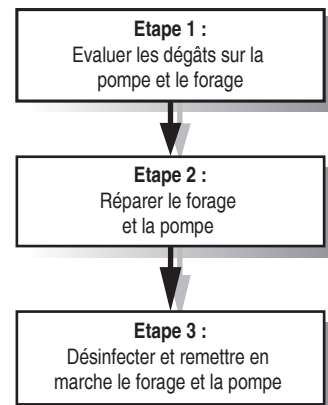 Etape 1 :
Evaluer les dégâts sur la
pompe et le forage
Etape 2 :
Réparer le forage
et la pompe
Etape 3 :
Désinfecter et remettre en
marche le forage et la pompe